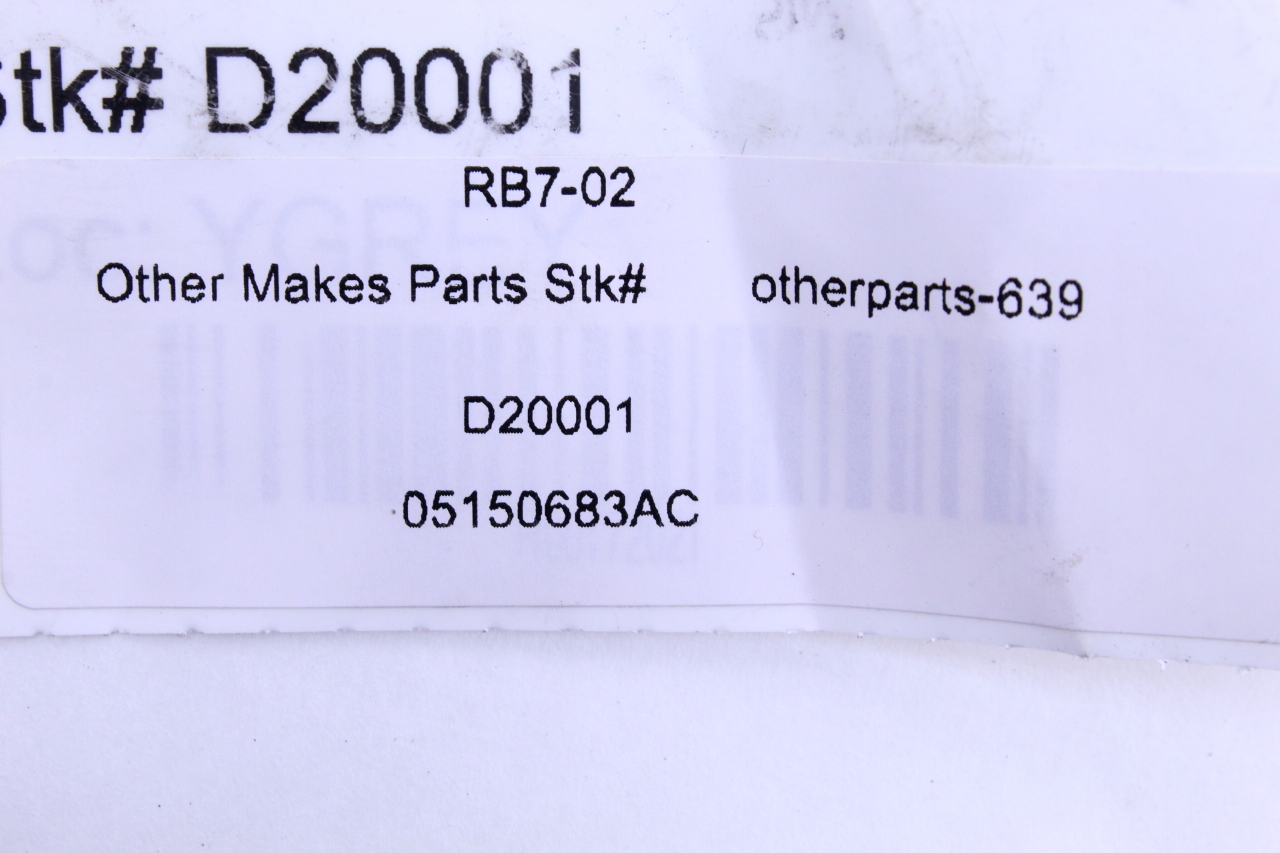 Stk# D20001
RB7-02
Other Makes Parts Stk# otherparts-639
D20001
05150683AC